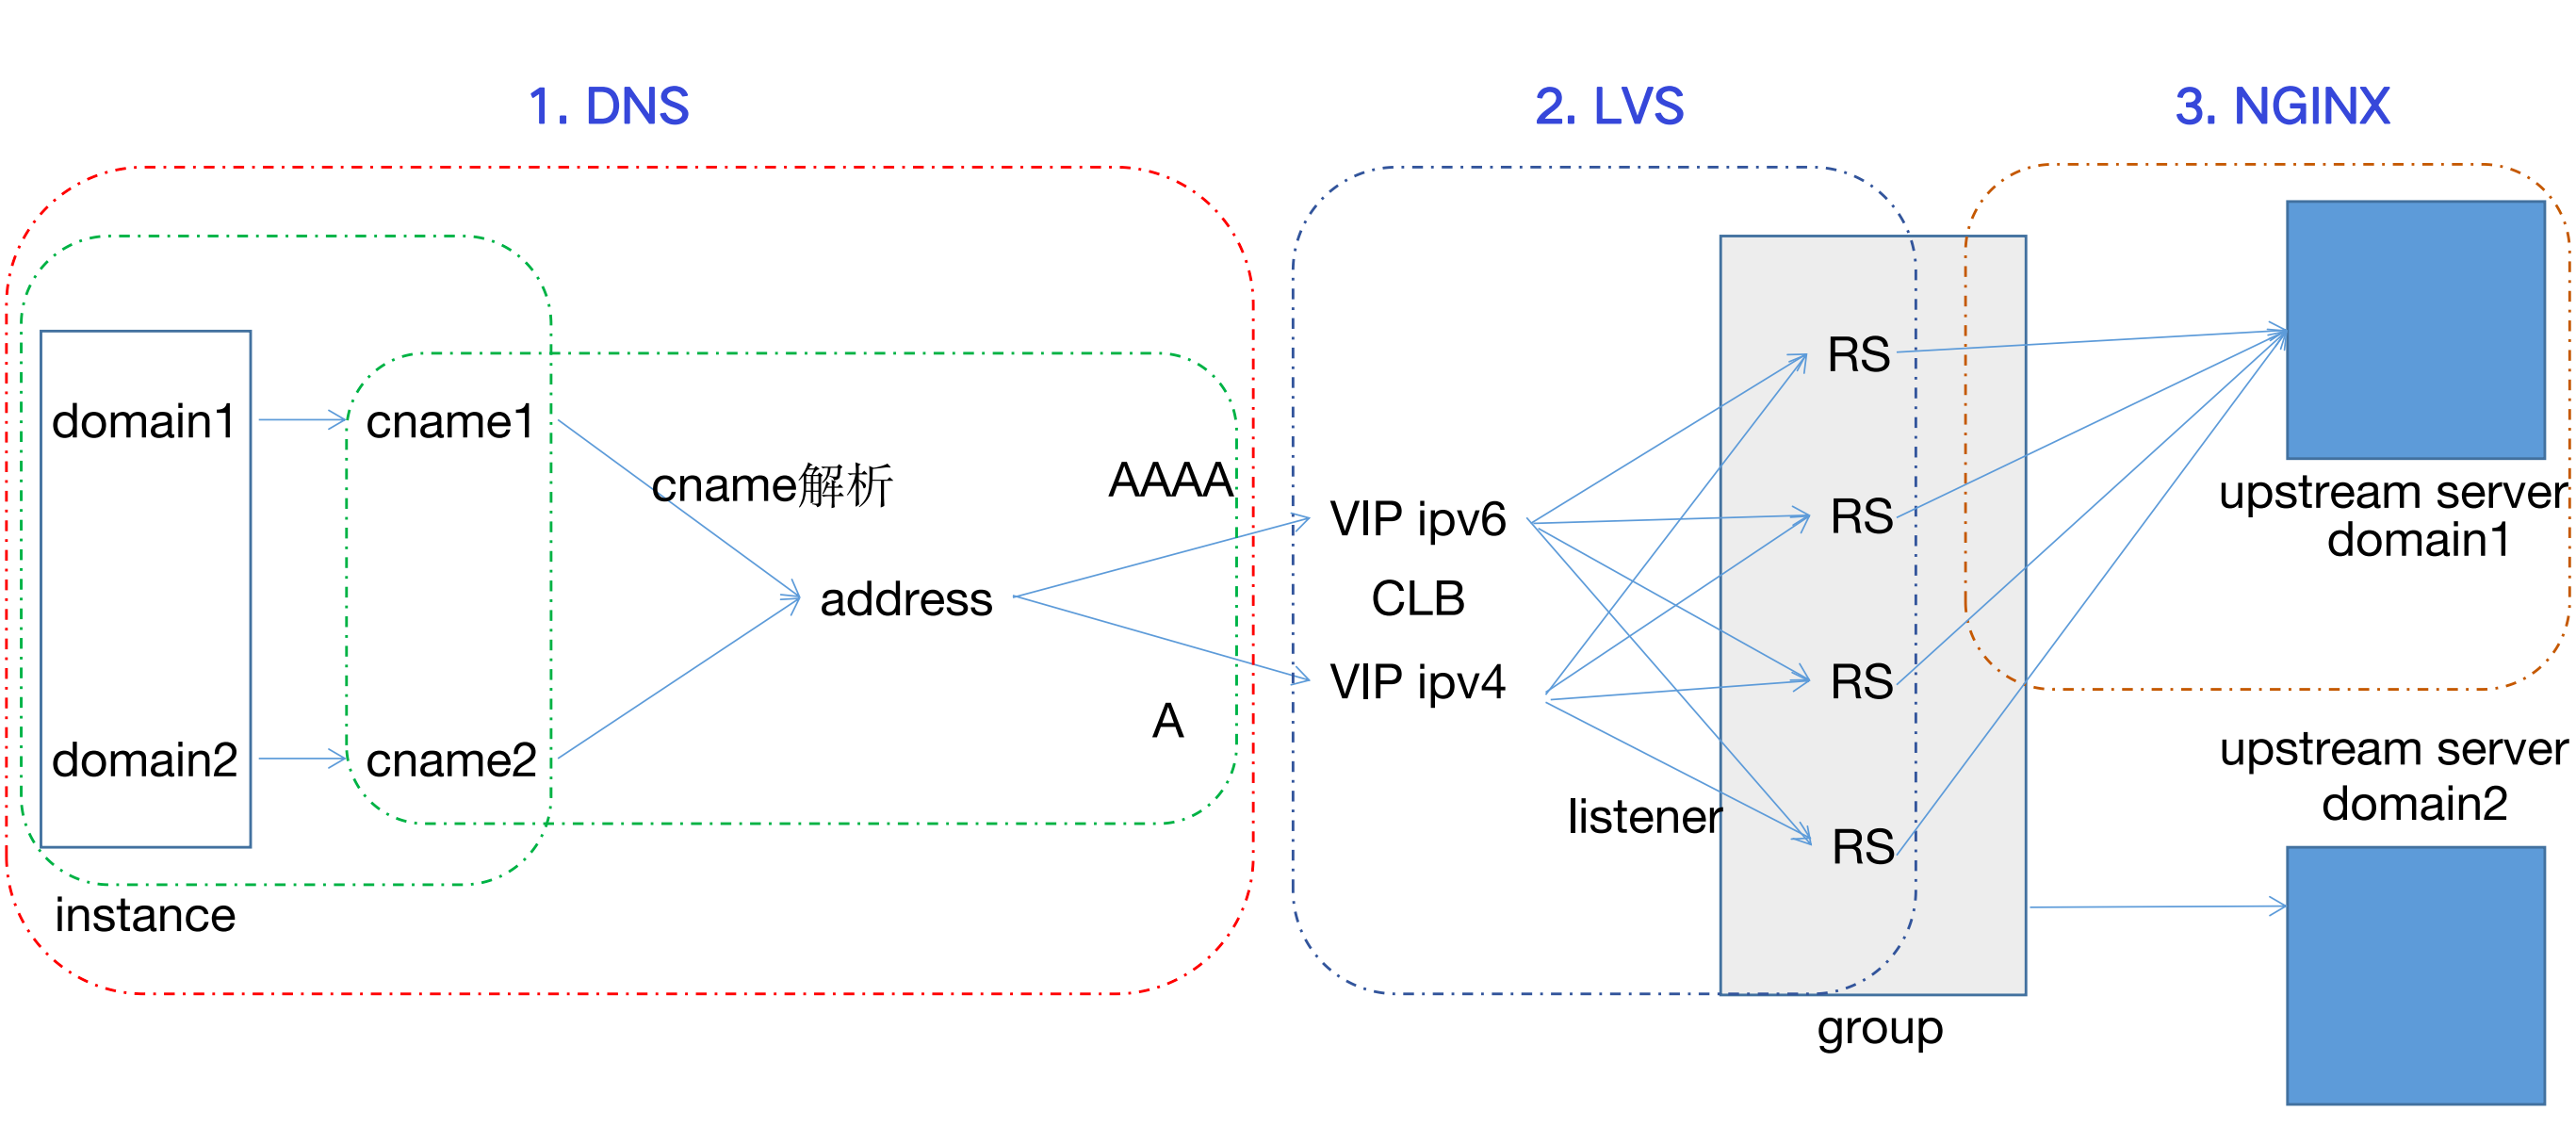 1. DNS
2. LVS
3. NGINX
domain1
cname1
cname解析
AAAA
address
A
domain2
cname2
instance
VIP ipv6
CLB
VIP ipv4
listener
RS
RS
RS
RS
group
upstream server
domain1
upstream server
domain2